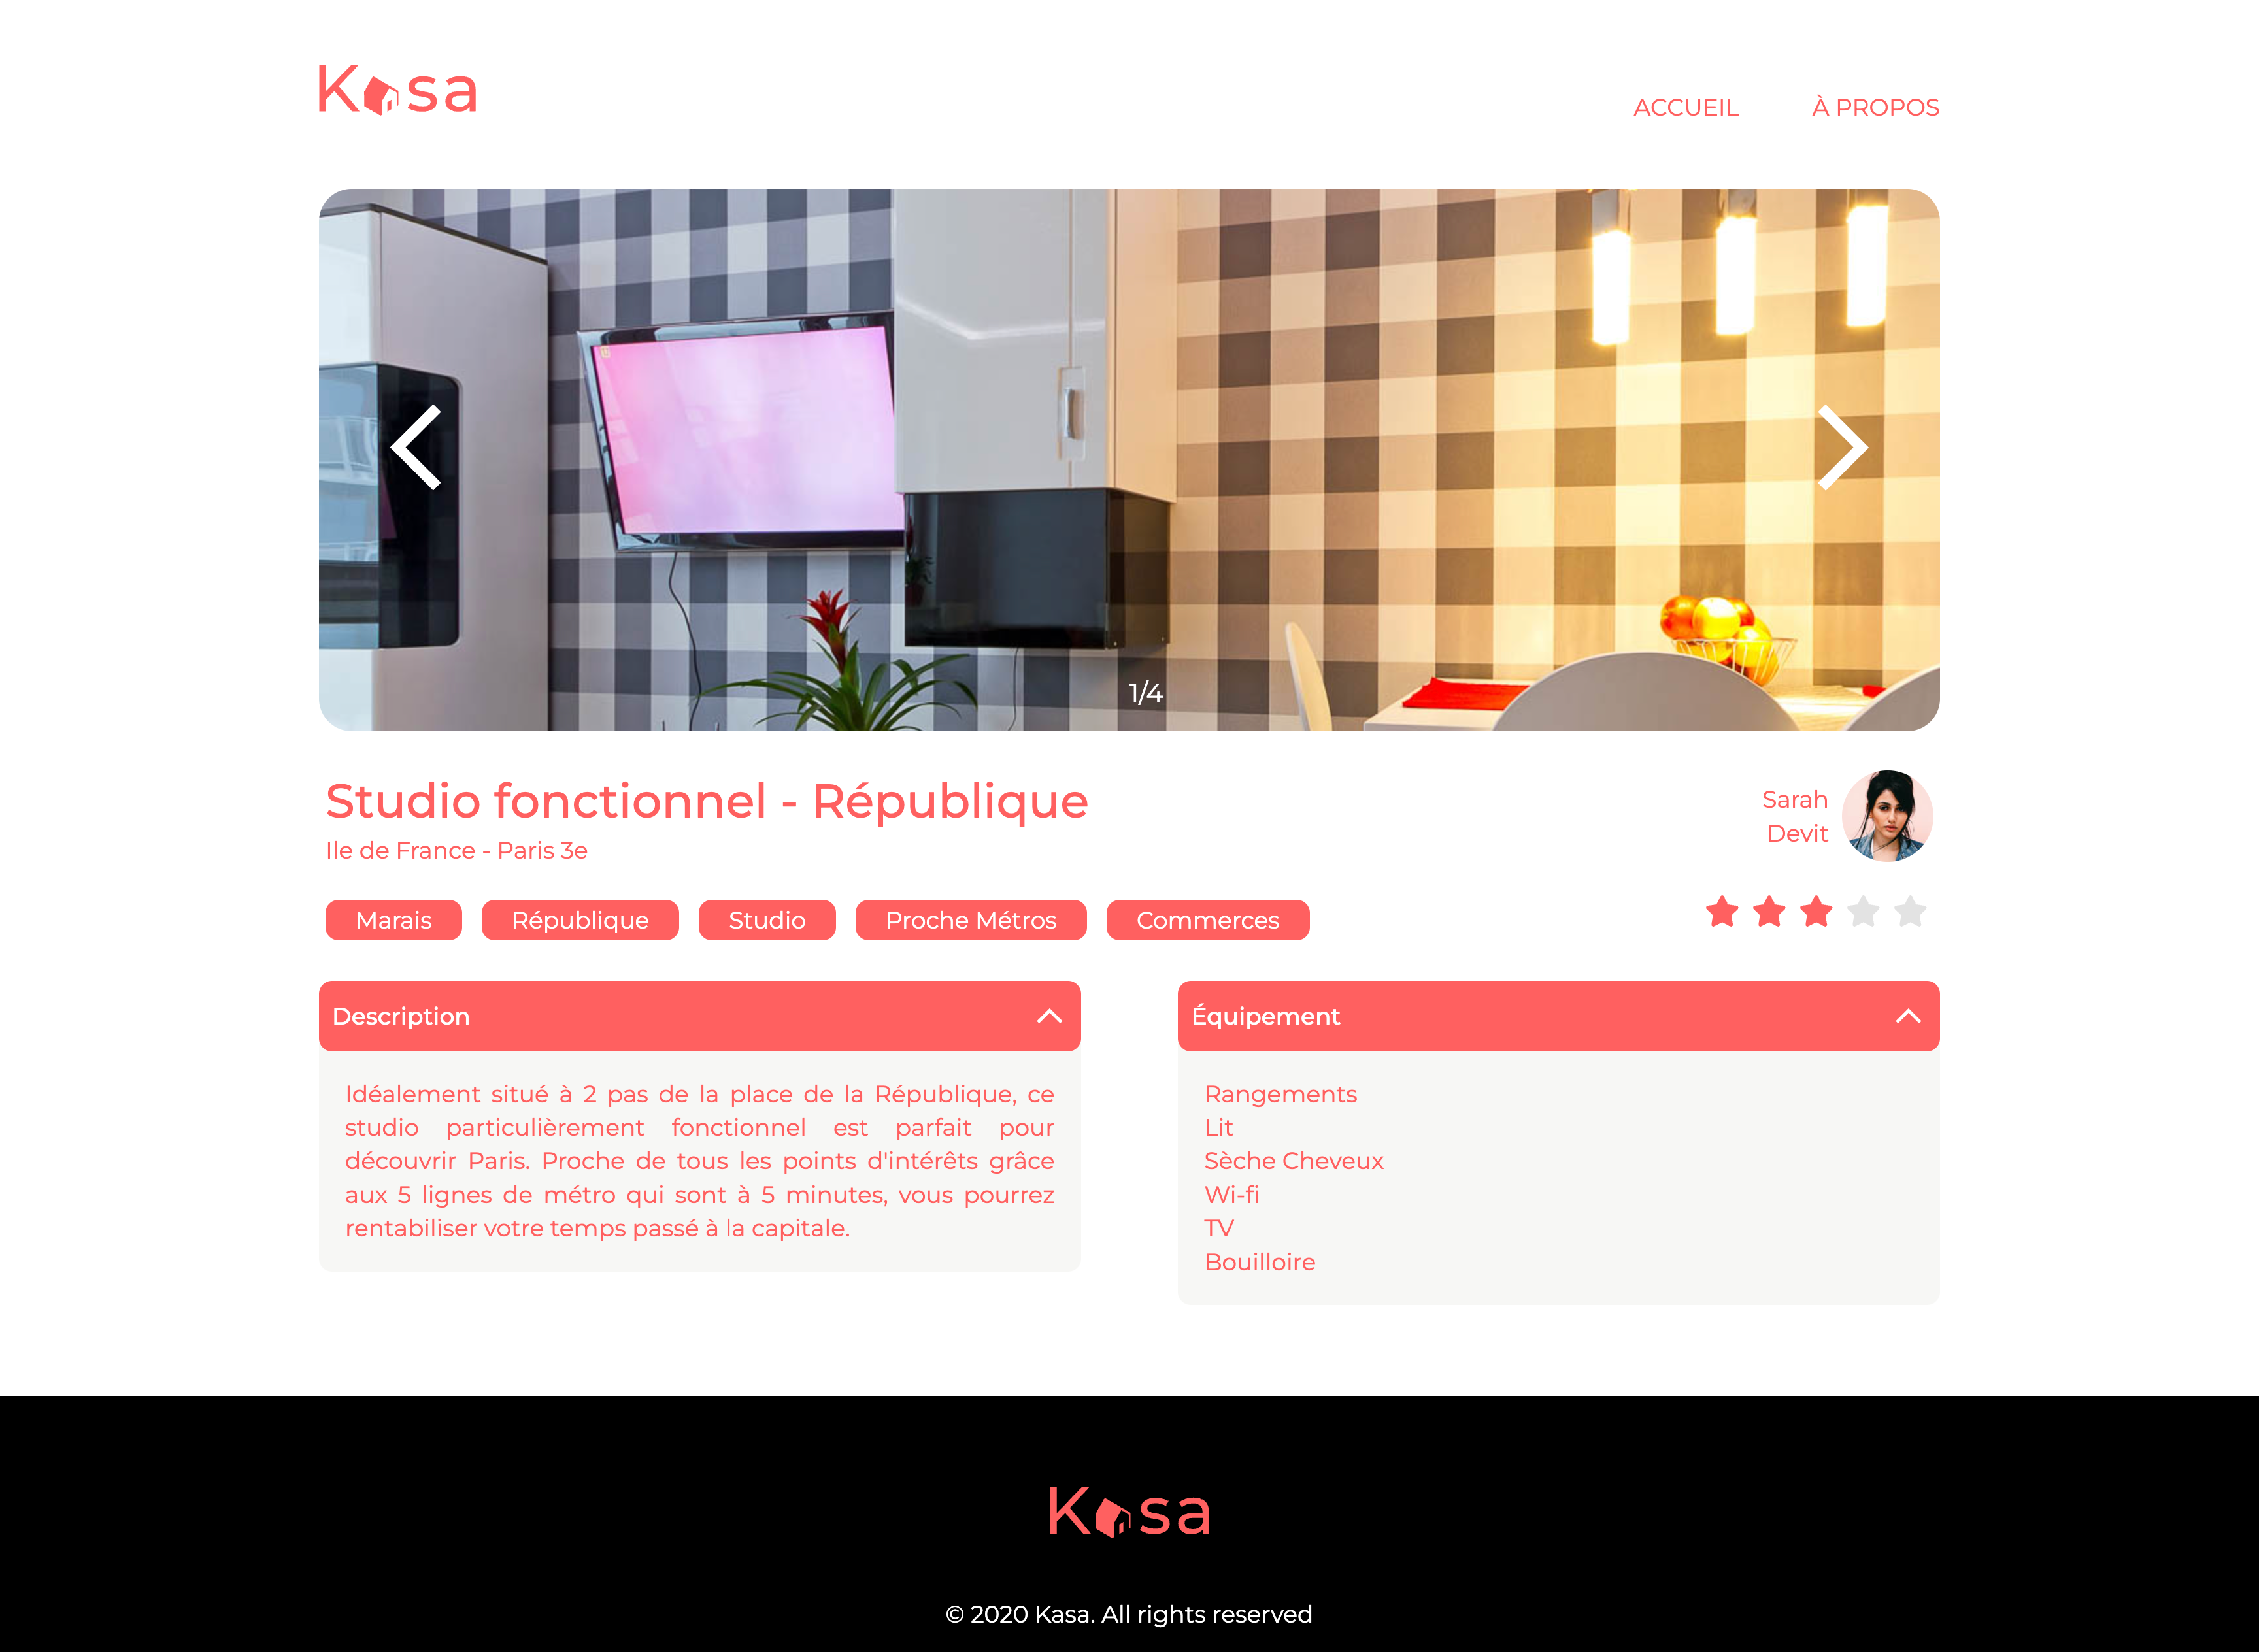 Kasa
ACCUEIL
À PROPOS
1/4
Studio fonctionnel - République
Ile de France - Paris 3e
Sarah
Devit
Marais
République
Studio
Proche Métros
Commerces
Description
Idéalement situé à 2 pas de la place de la République, ce
studio particulièrement fonctionnel est parfait pour
découvrir Paris. Proche de tous les points d'intérêts grâce
aux 5 lignes de métro qui sont à 5 minutes, vous pourrez
rentabiliser votre temps passé à la capitale.
Équipement
Rangements
Lit
Sèche Cheveux
Wi-fi
TV
Bouilloire
Kasa
© 2020 Kasa. All rights reserved